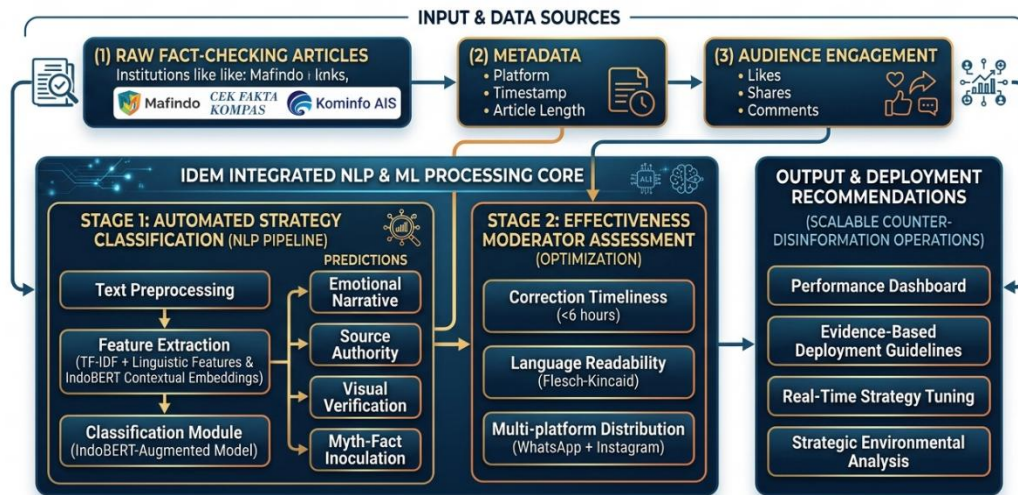 INPUT & DATA SOURCES
(1) RAW FACT-CHECKING ARTICLES
Institutions like like: Mafindo
Mafindo
CEK FAKTA
KOMPAS
Kominfo AIS
(2) METADATA
• Platform
• Timestamp
• Article Length
(3) AUDIENCE ENGAGEMENT
• Likes
• Shares
• Comments
IDEM INTEGRATED NLP & ML PROCESSING CORE
STAGE 1: AUTOMATED STRATEGY
CLASSIFICATION (NLP PIPELINE)
Text Preprocessing
Feature Extraction
(TF-IDF + Linguistic Features &
IndoBERT Contextual Embeddings)
Classification Module
(IndoBERT-Augmented Model)
PREDICTIONS
Emotional
Narrative
Source
Authority
Visual
Verification
Myth-Fact
Inoculation
STAGE 2: EFFECTIVENESS
MODERATOR ASSESSMENT
(OPTIMIZATION)
Correction Timeliness
(<6 hours)
Language Readability
(Flesch-Kincaid)
Multi-platform Distribution
(WhatsApp + Instagram)
OUTPUT & DEPLOYMENT
RECOMMENDATIONS
(SCALABLE COUNTER-
DISINFORMATION OPERATIONS)
Performance Dashboard
Evidence-Based
Deployment Guidelines
Real-Time Strategy Tuning
Strategic Environmental
Analysis